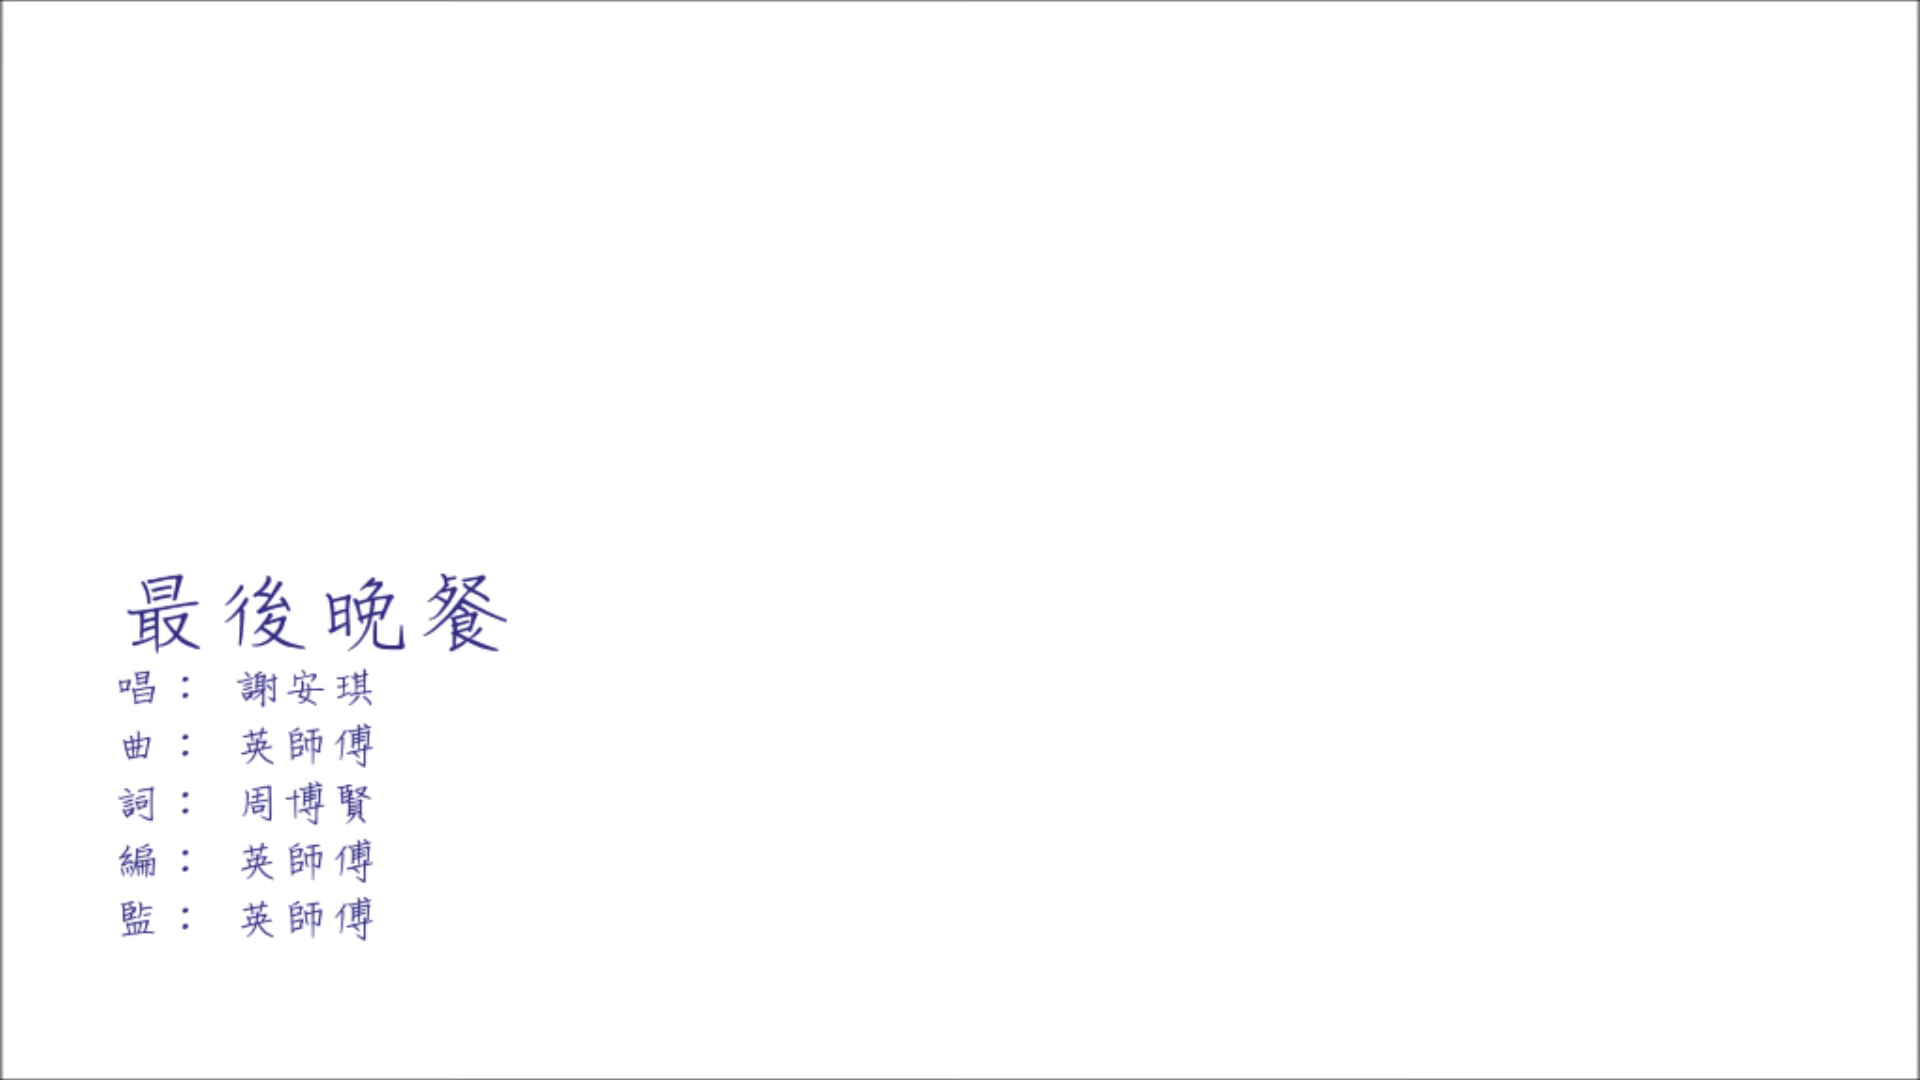 最後晚餐
唱： 謝安琪
曲： 英師傅
詞： 周博賢
編： 英師傅
監： 英師傅